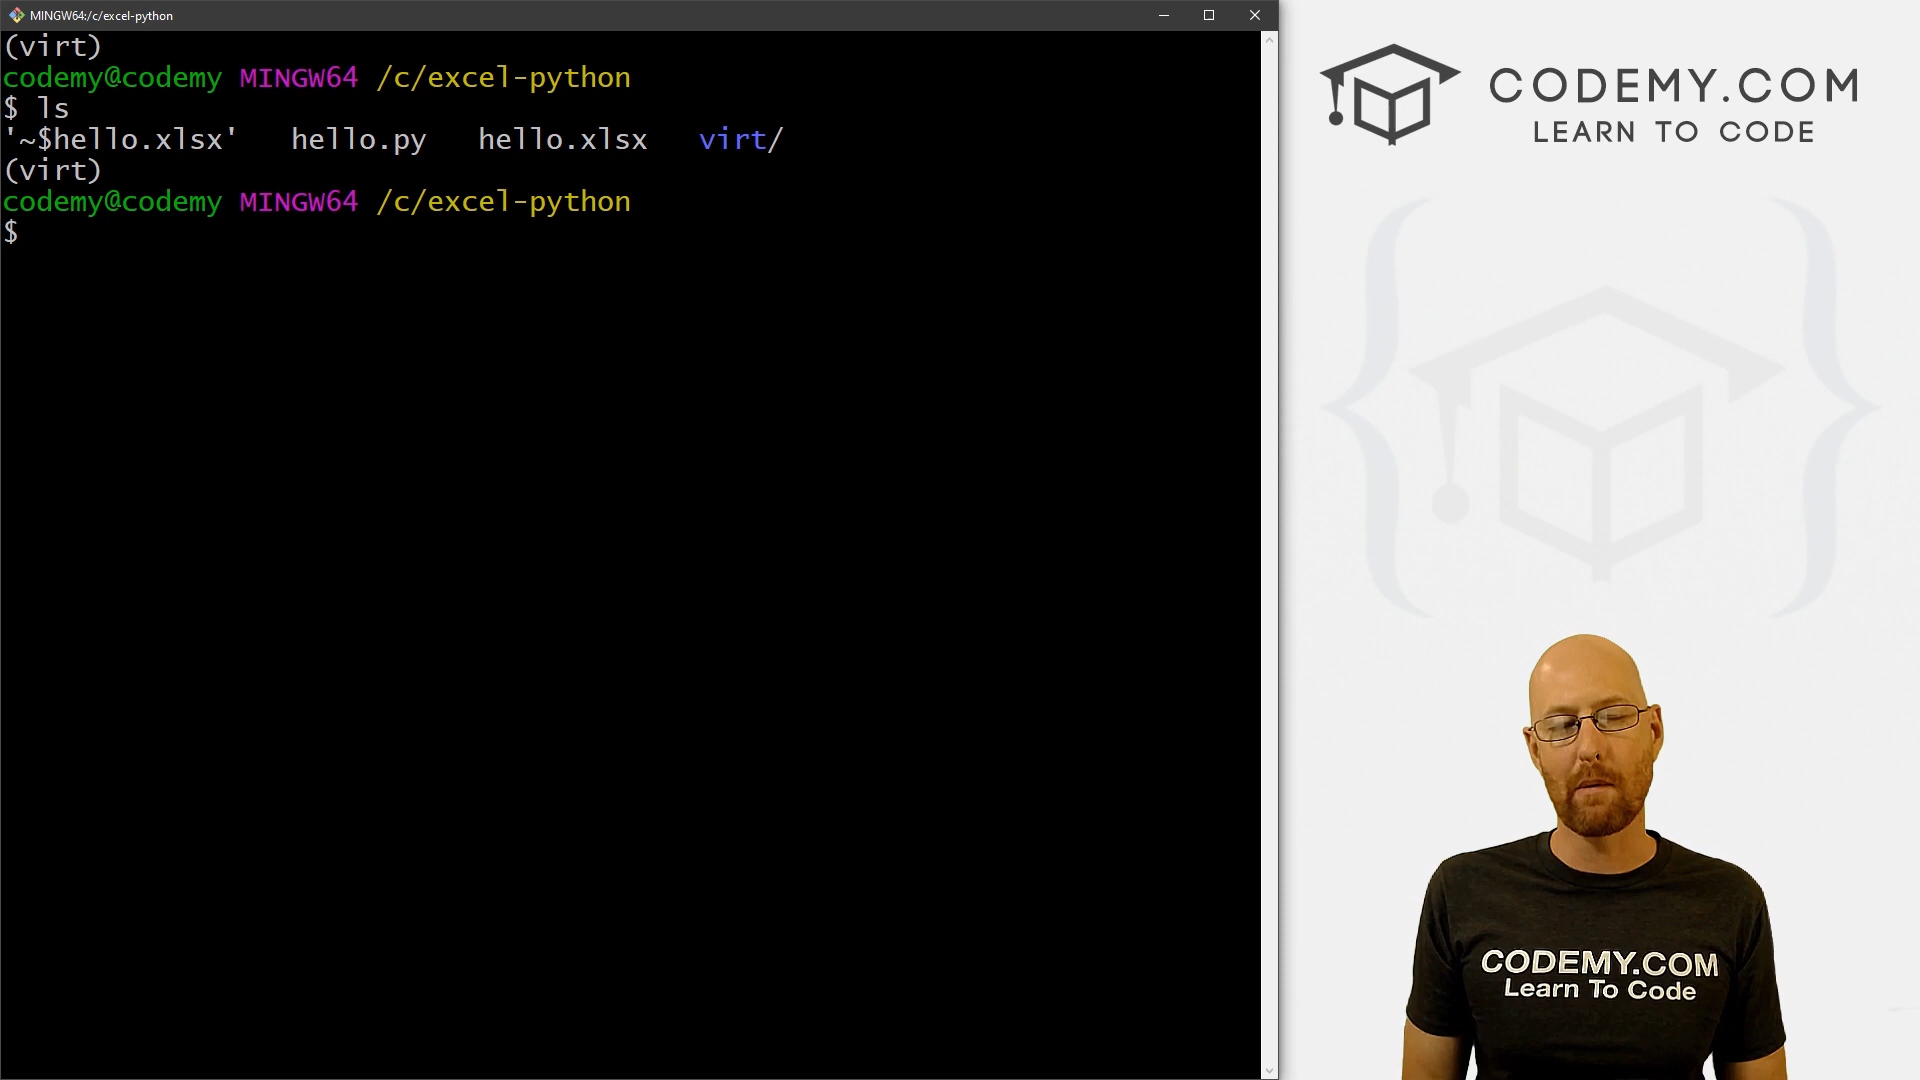 MINGW64:/c/excel-python
(virt)
codemy@codemy MINGW64 /c/excel-python
$ ls
'~$hello.xlsx'   hello.py   hello.xlsx   virt/
(virt)
codemy@codemy MINGW64 /c/excel-python
$
CODEMY.COM
LEARN TO CODE
CODEMY.COM
Learn To Code